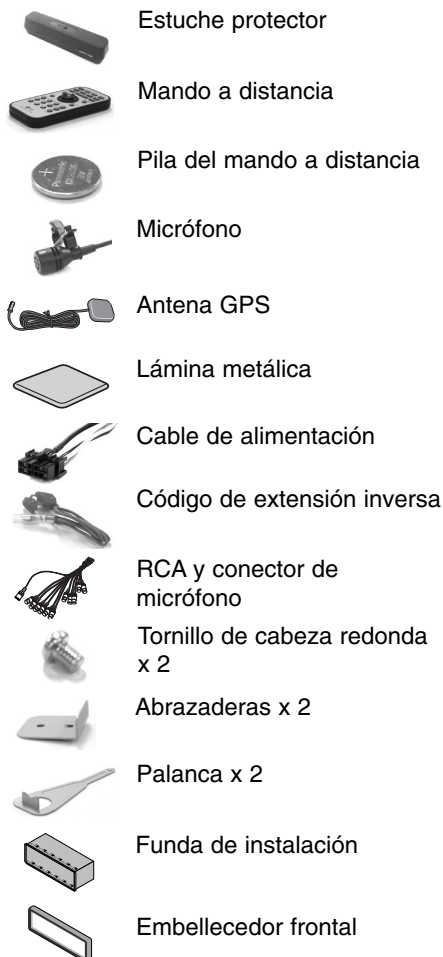 Estuche protector
Mando a distancia
Pila del mando a distancia
Micrófono
Antena GPS
Lámina metálica
Cable de alimentación
Código de extensión inversa
RCA y conector de
micrófono
Tornillo de cabeza redonda
x 2
Abrazaderas x 2
Palanca x 2
Funda de instalación
Embellecedor frontal